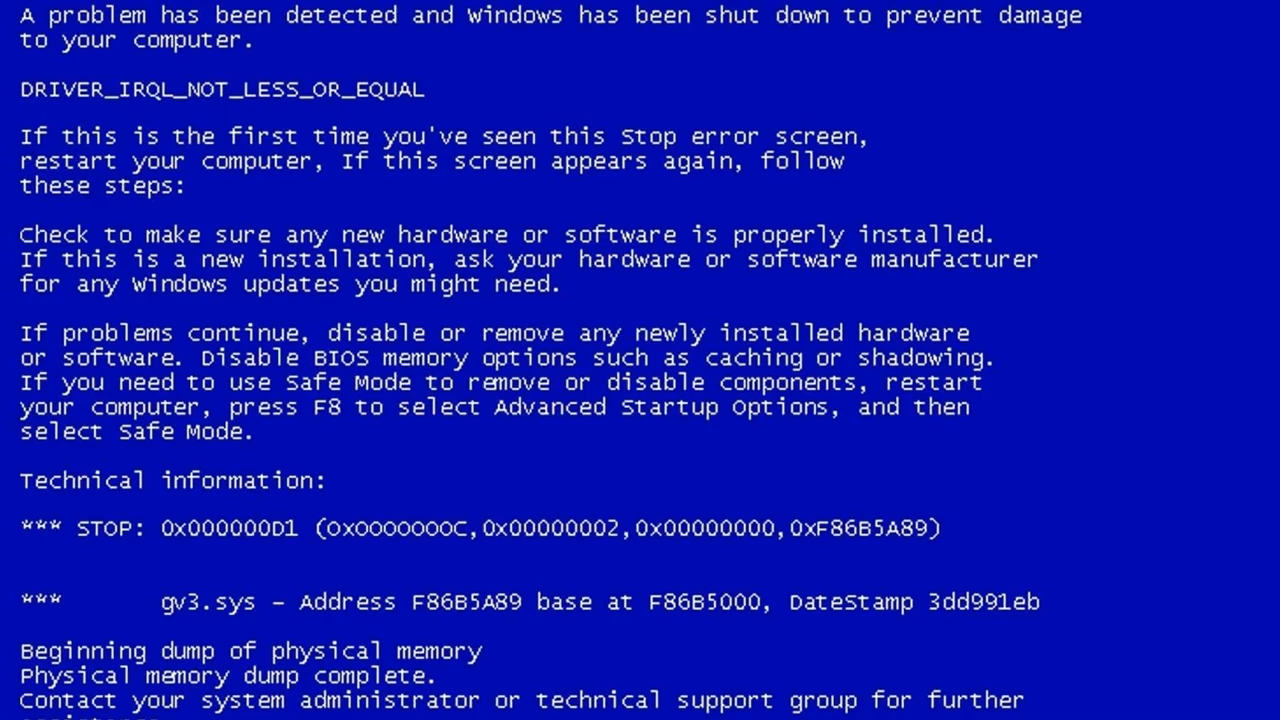 A problem has been detected and Windows has been shut down to prevent damage
to your computer.
DRIVER_IRQL_NOT_LESS_OR_EQUAL
If this is the first time you've seen this Stop error screen,
restart your computer, If this screen appears again, follow
these steps:
Check to make sure any new hardware or software is properly installed.
If this is a new installation, ask your hardware or software manufacturer
for any Windows updates you might need.
If problems continue, disable or remove any newly installed hardware
or software. Disable BIOS memory options such as caching or shadowing.
If you need to use Safe Mode to remove or disable components, restart
your computer, press F8 to select Advanced Startup Options, and then
select Safe Mode.
Technical information:
*** STOP: 0x000000D1 (0x0000000C,0x00000002,0x00000000,0xF86B5A89)
*** gv3.sys – Address F86B5A89 base at F86B5000, DateStamp 3dd991eb
Beginning dump of physical memory
Physical memory dump complete.
Contact your system administrator or technical support group for further